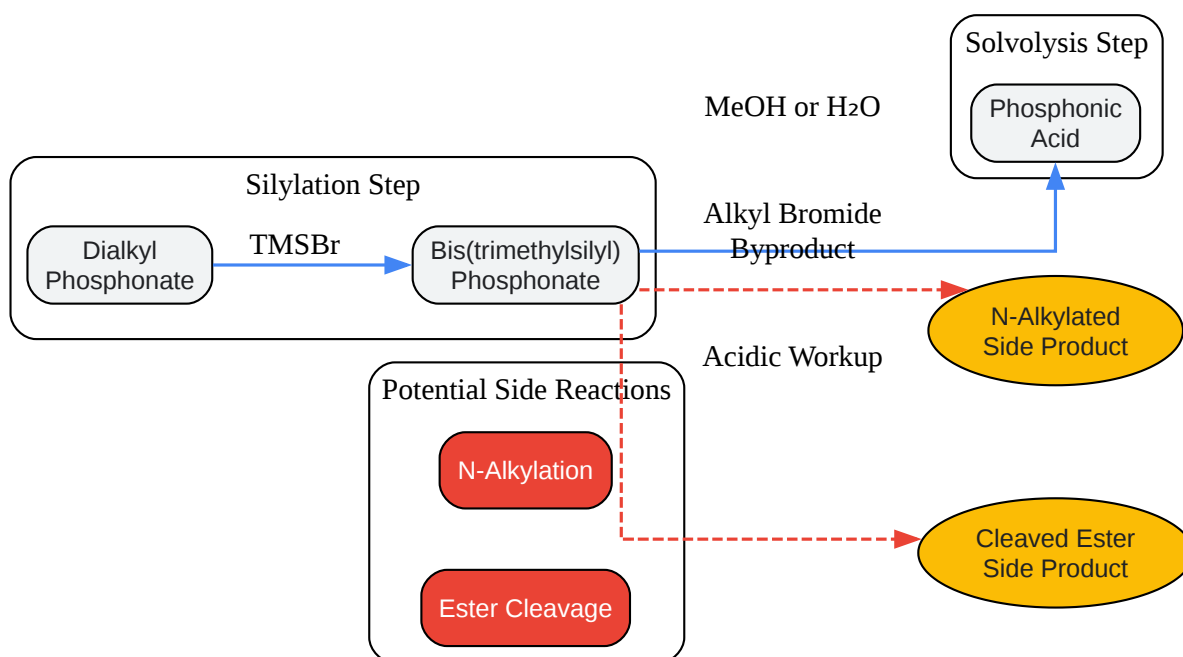 Solvolysis Step
Phosphonic
Acid
MeOH or H₂O
Silylation Step
Dialkyl
Phosphonate
TMSBr
Bis(trimethylsilyl)
Phosphonate
Alkyl Bromide
Byproduct
N-Alkylated
Side Product
Acidic Workup
Potential Side Reactions
N-Alkylation
Ester Cleavage
Cleaved Ester
Side Product